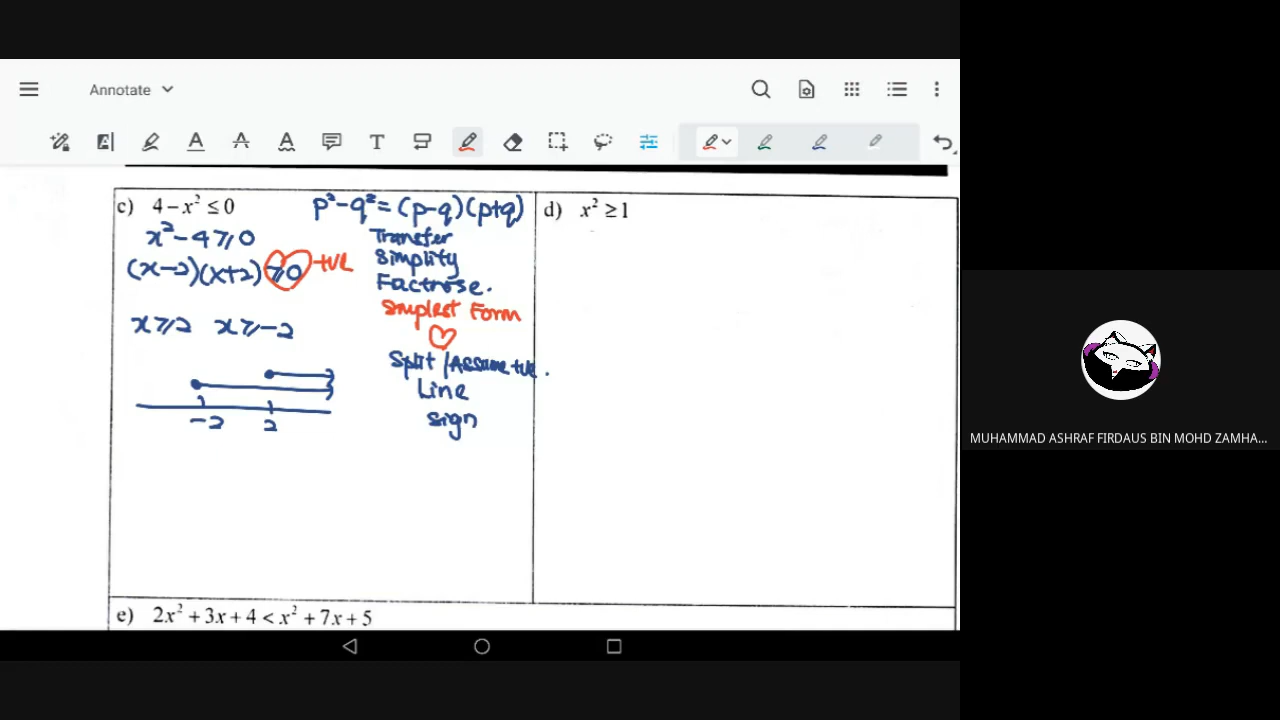 Annotate
c) 4 − x² ≤ 0
x² − 4 ≥ 0
(x−2)(x+2) ≥0 +ve
x ≥ 2 x ≥ −2
−2 2
p² − q² = (p−q)(p+q)
Transfer
Simplify
Factrose.
Simplest Form
Split / Assume +ve.
Line
Sign
d) x² ≥ 1
e) 2x² + 3x + 4 < x² + 7x + 5
MUHAMMAD ASHRAF FIRDAUS BIN MOHD ZAMHA...